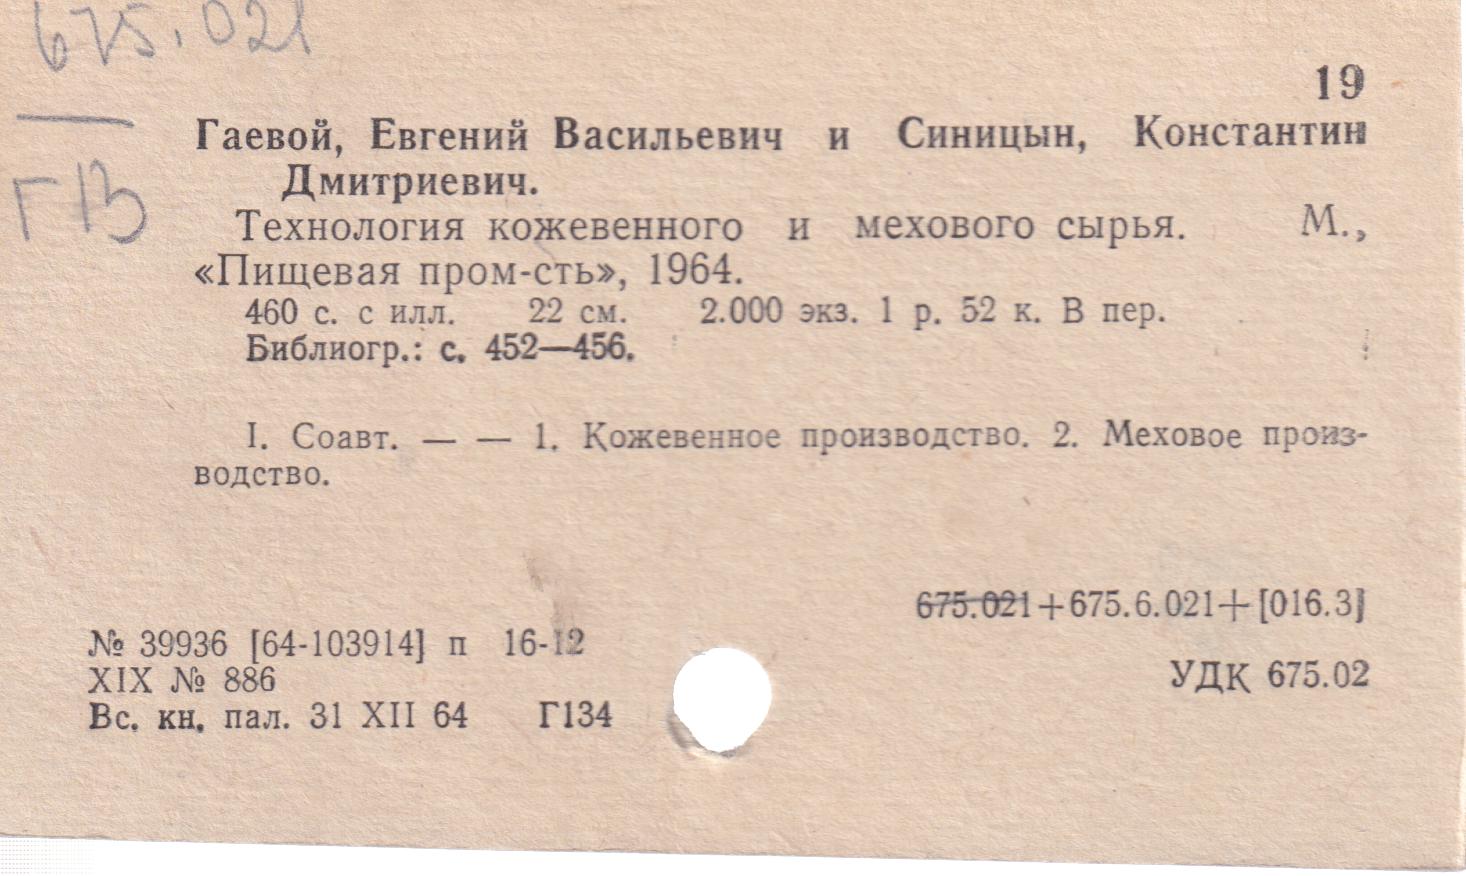 675.021
19
Гаевой, Евгений Васильевич и Синицын, Константин
Дмитриевич.
Технология кожевенного и мехового сырья. М.,
«Пищевая пром-сть», 1964.
460 с. с илл. 22 см. 2.000 экз. 1 р. 52 к. В пер.
Библиогр.: с. 452—456.
I. Соавт. — — 1. Кожевенное производство. 2. Меховое произ-
водство.
675.021+675.6.021+[016.3]
№ 39936 [64-103914] п 16-12
XIX № 886
УДК 675.02
Вс. кн. пал. 31 XII 64 Г134